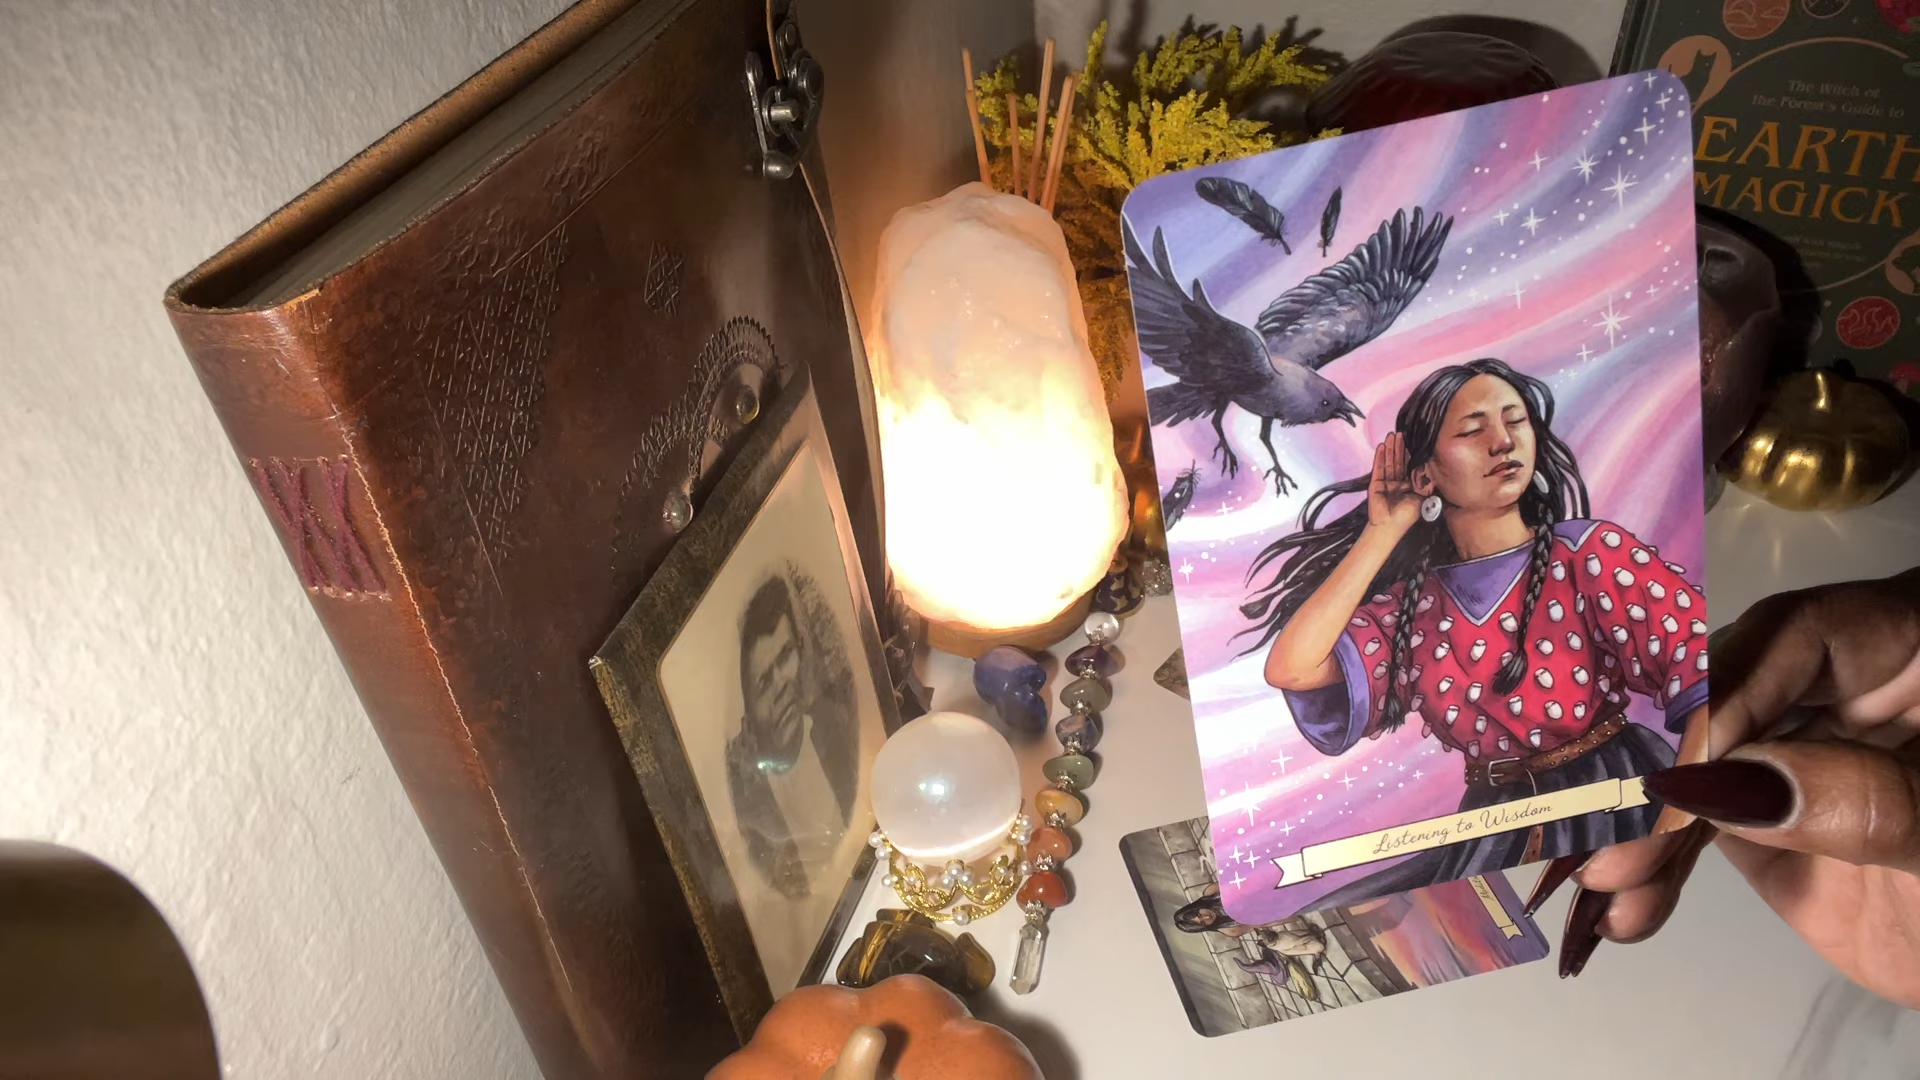 The Witch of
the Forest's Guide to
EARTH
MAGICK
Listening to Wisdom